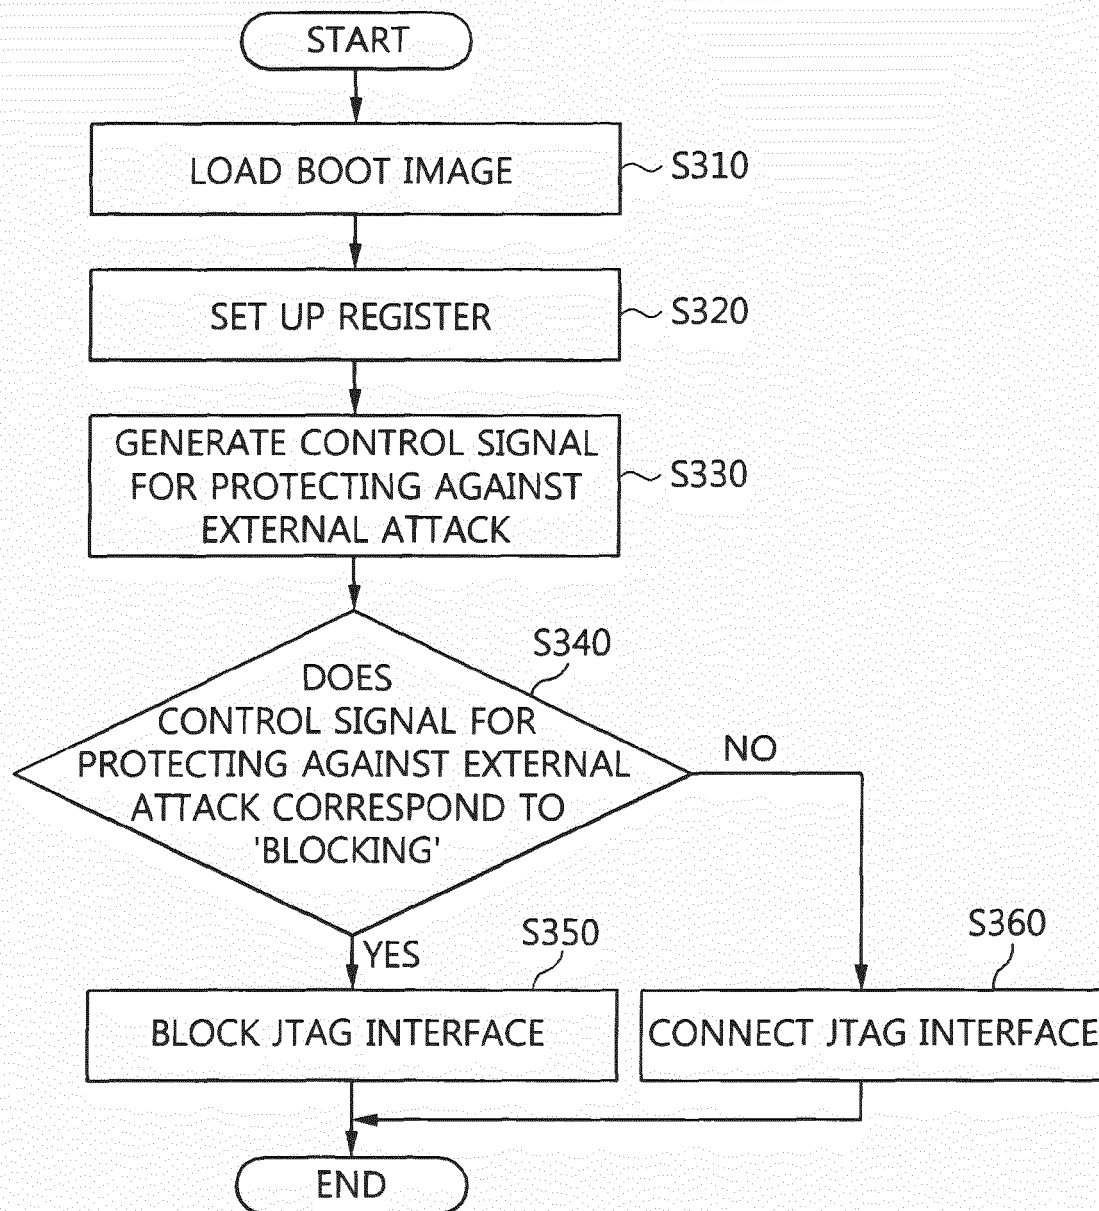 START
LOAD BOOT IMAGE
S310
SET UP REGISTER
S320
GENERATE CONTROL SIGNAL
FOR PROTECTING AGAINST
EXTERNAL ATTACK
S330
S340
DOES
CONTROL SIGNAL FOR
PROTECTING AGAINST EXTERNAL
ATTACK CORRESPOND TO
'BLOCKING'
NO
YES
S350
S360
BLOCK JTAG INTERFACE
CONNECT JTAG INTERFACE
END